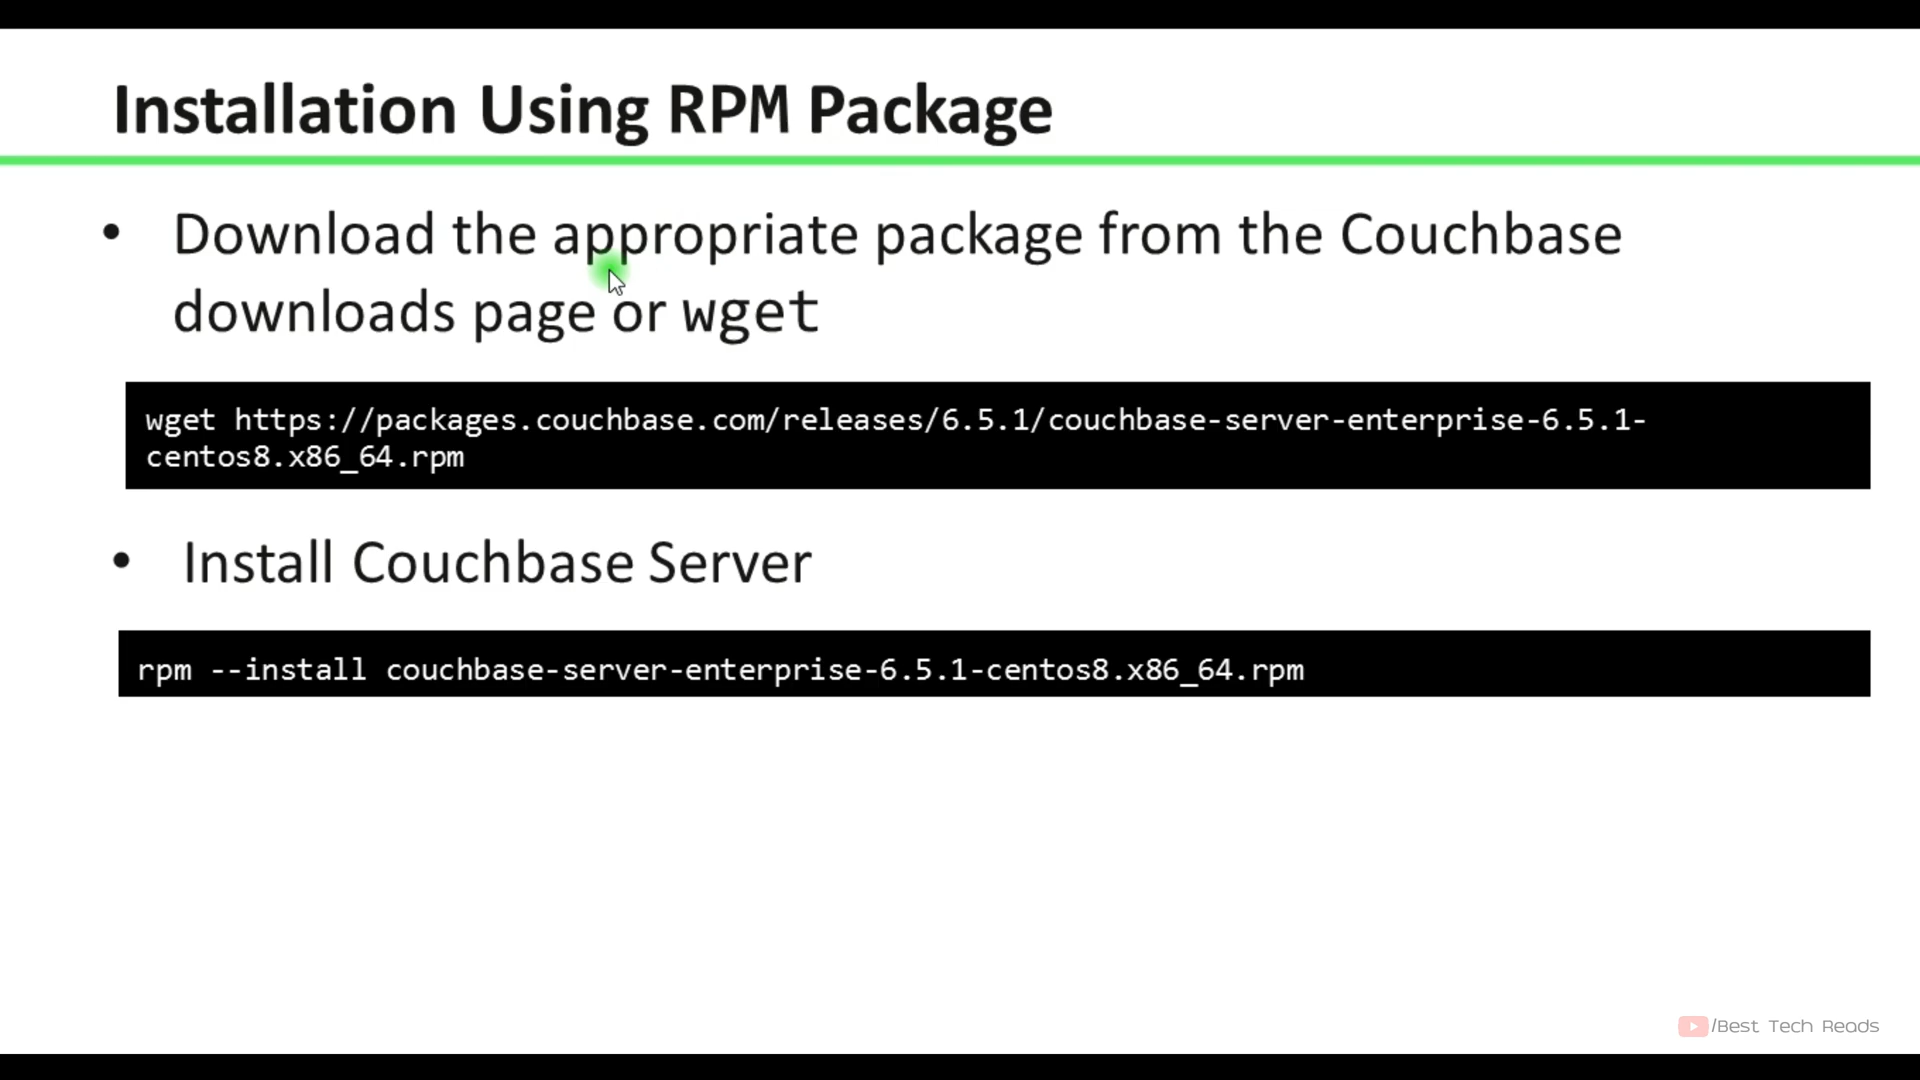 Installation Using RPM Package
• Download the appropriate package from the Couchbase
downloads page or wget
wget https://packages.couchbase.com/releases/6.5.1/couchbase-server-enterprise-6.5.1-
centos8.x86_64.rpm
• Install Couchbase Server
rpm --install couchbase-server-enterprise-6.5.1-centos8.x86_64.rpm
/Best Tech Reads